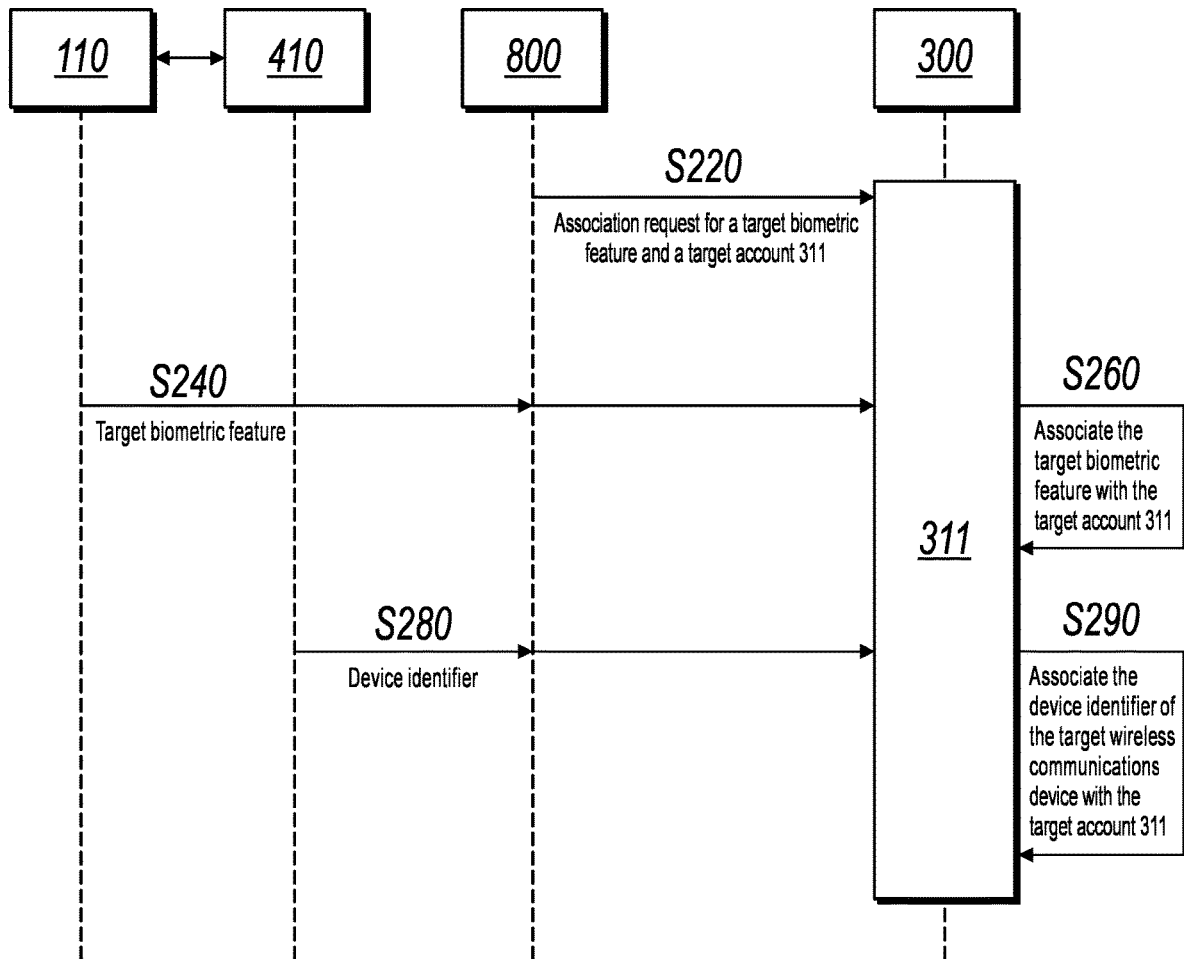 110
410
800
300
S220
Association request for a target biometric
feature and a target account 311
S240
Target biometric feature
S260
Associate the
target biometric
feature with the
target account 311
311
S280
Device identifier
S290
Associate the
device identifier of
the target wireless
communications
device with the
target account 311